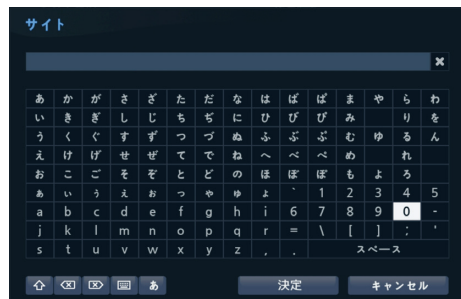 サイト
あ か が さ ざ た だ な は ば ぱ ま や ら わ
い き ぎ し じ ち ぢ に ひ び ぴ み り を
う く ぐ す ず つ づ ぬ ふ ぶ ぷ む ゆ る ん
え け げ せ ぜ て で ね へ べ ぺ め れ
お こ ご そ ぞ と ど の ほ ぼ ぽ も よ ろ
ぁ ぃ ぅ ぇ ぉ っ ゃ ゅ ょ ` 1 2 3 4 5
a b c d e f g h i 6 7 8 9 0 -
j k l m n o p q r = \ [ ] ; '
s t u v w x y z , . スペース
あ 決定 キャンセル